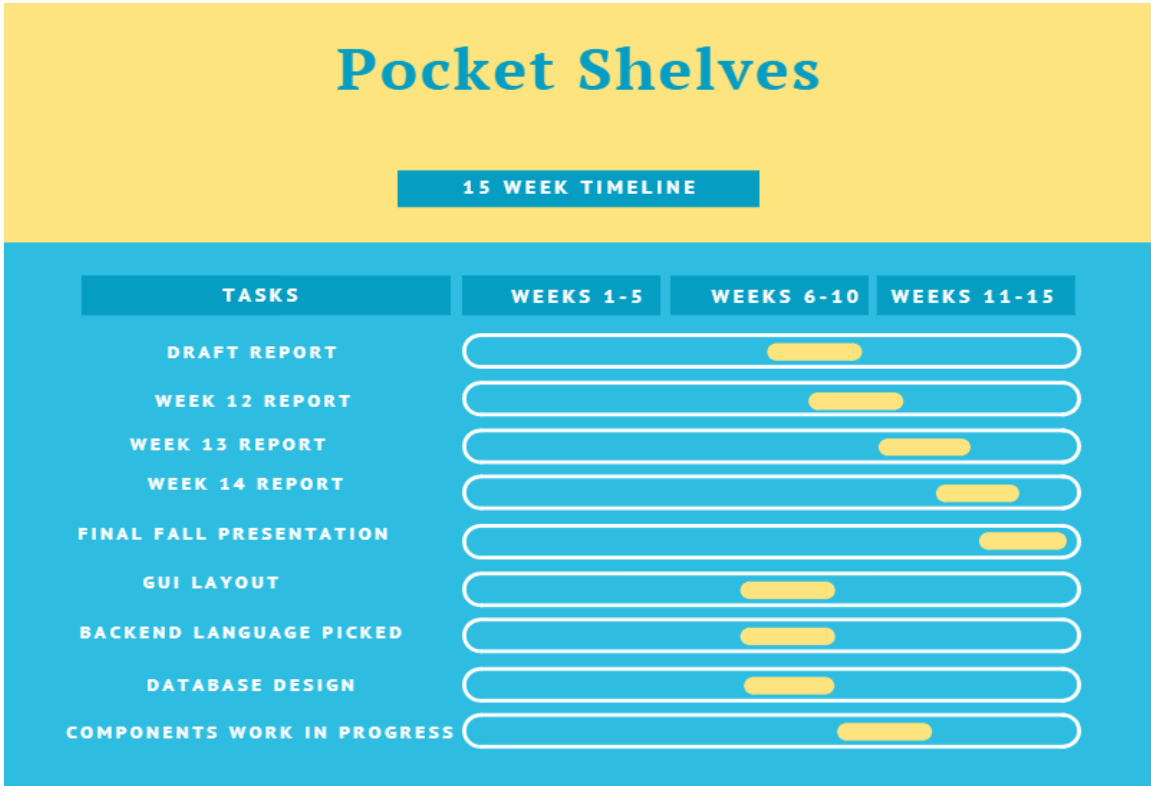 Pocket Shelves
15 WEEK TIMELINE
TASKS WEEKS 1-5 WEEKS 6-10 WEEKS 11-15
DRAFT REPORT
WEEK 12 REPORT
WEEK 13 REPORT
WEEK 14 REPORT
FINAL FALL PRESENTATION
GUI LAYOUT
BACKEND LANGUAGE PICKED
DATABASE DESIGN
COMPONENTS WORK IN PROGRESS